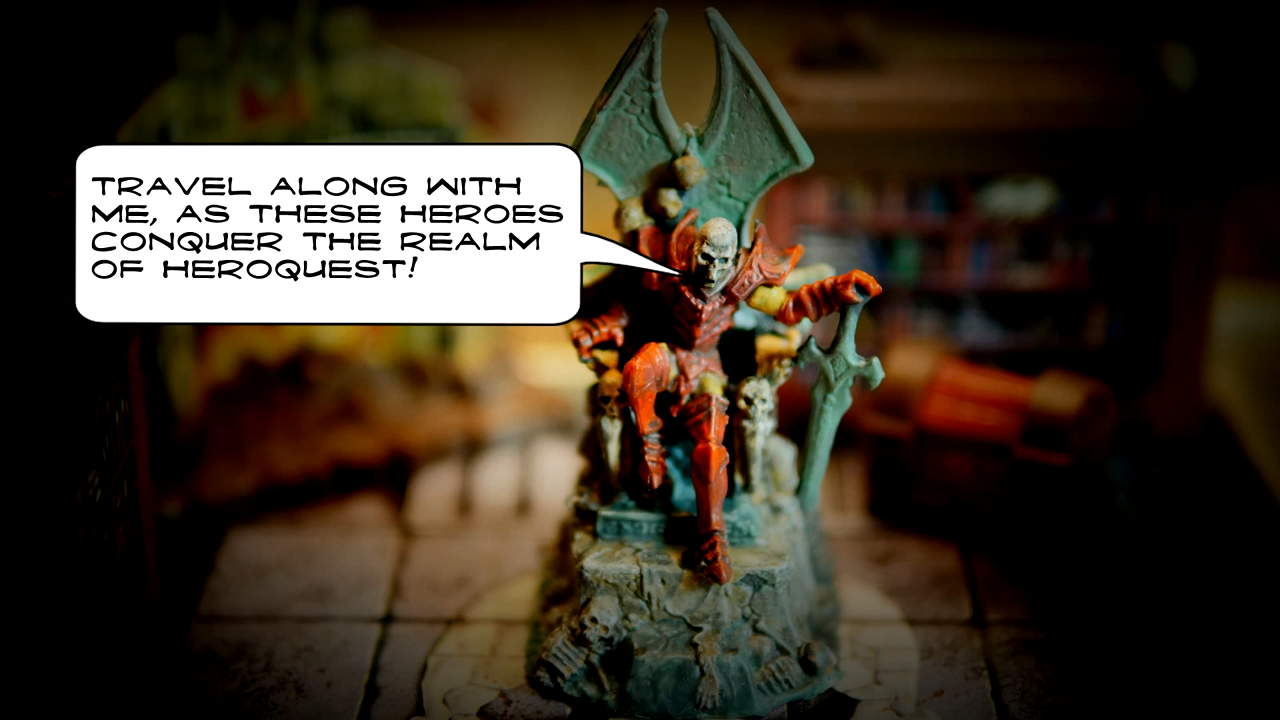 TRAVEL ALONG WITH
ME, AS THESE HEROES
CONQUER THE REALM
OF HEROQUEST!